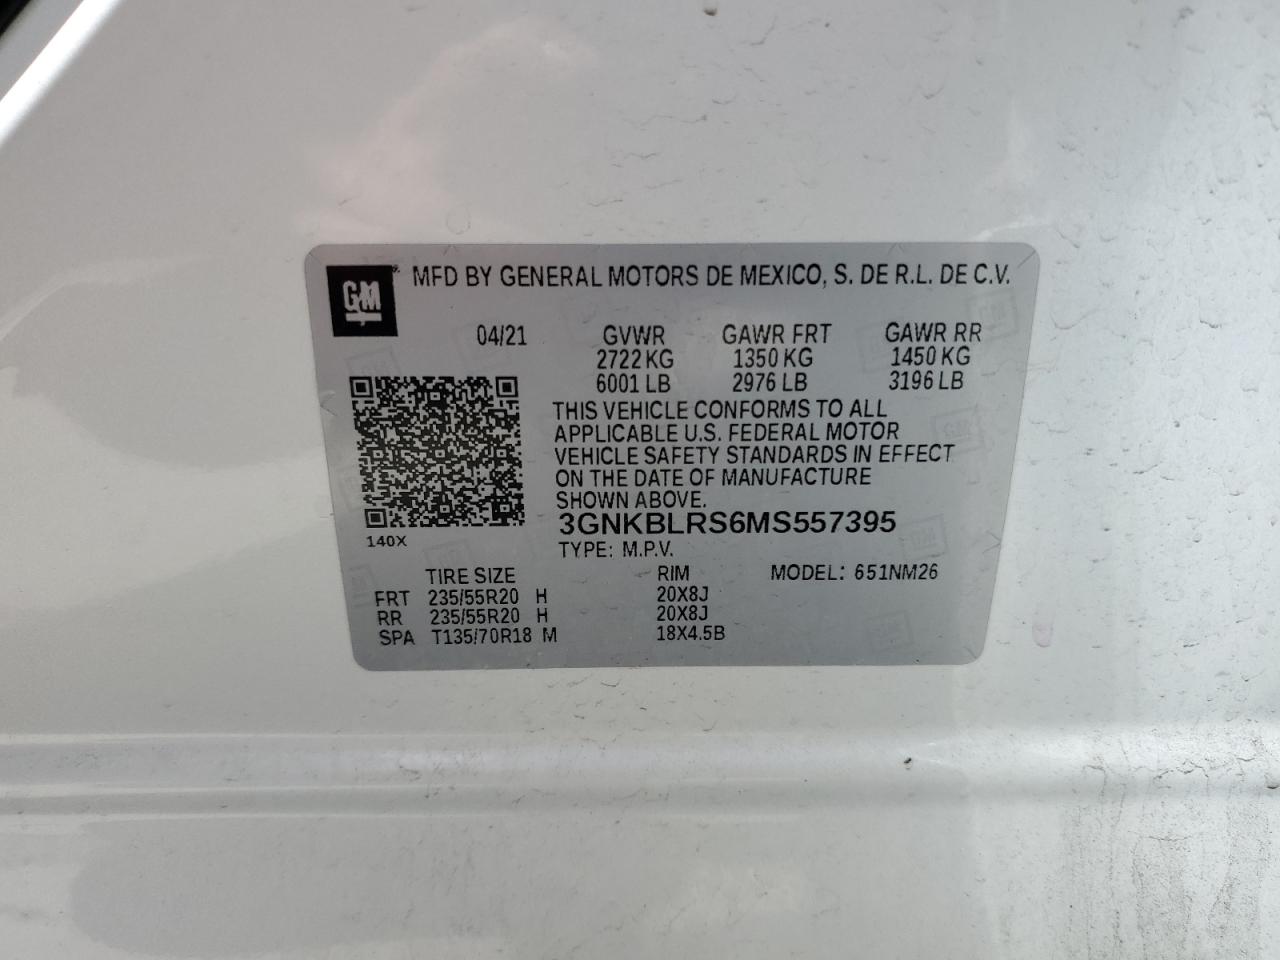 GM® MFD BY GENERAL MOTORS DE MEXICO, S. DE R.L. DE C.V.
04/21 GVWR GAWR FRT GAWR RR
2722 KG 1350 KG 1450 KG
6001 LB 2976 LB 3196 LB
THIS VEHICLE CONFORMS TO ALL
APPLICABLE U.S. FEDERAL MOTOR
VEHICLE SAFETY STANDARDS IN EFFECT
ON THE DATE OF MANUFACTURE
SHOWN ABOVE.
3GNKBLRS6MS557395
140X
TYPE: M.P.V.
TIRE SIZE RIM MODEL: 651NM26
FRT 235/55R20 H 20X8J
RR 235/55R20 H 20X8J
SPA T135/70R18 M 18X4.5B